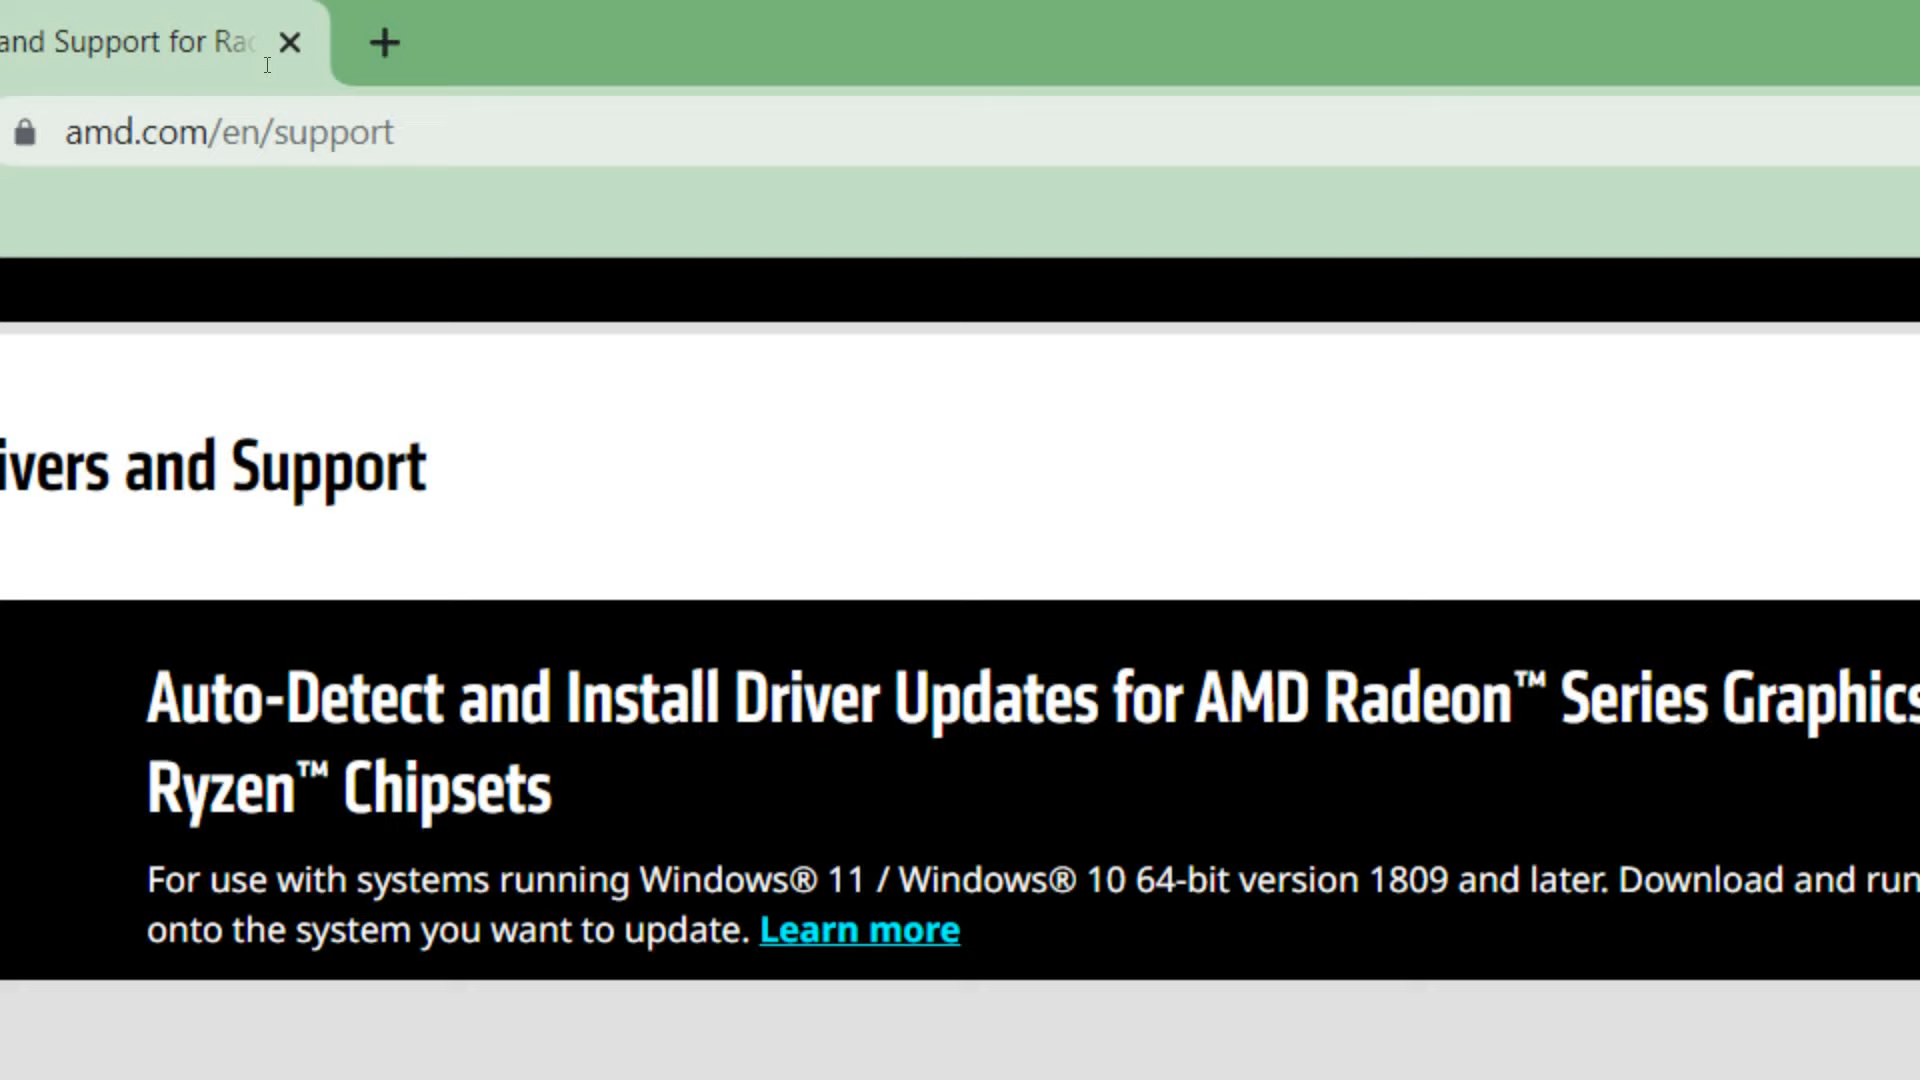 and Support for Rad
amd.com/en/support
ivers and Support
Auto-Detect and Install Driver Updates for AMD Radeon™ Series Graphics
Ryzen™ Chipsets
For use with systems running Windows® 11 / Windows® 10 64-bit version 1809 and later. Download and run
onto the system you want to update. Learn more